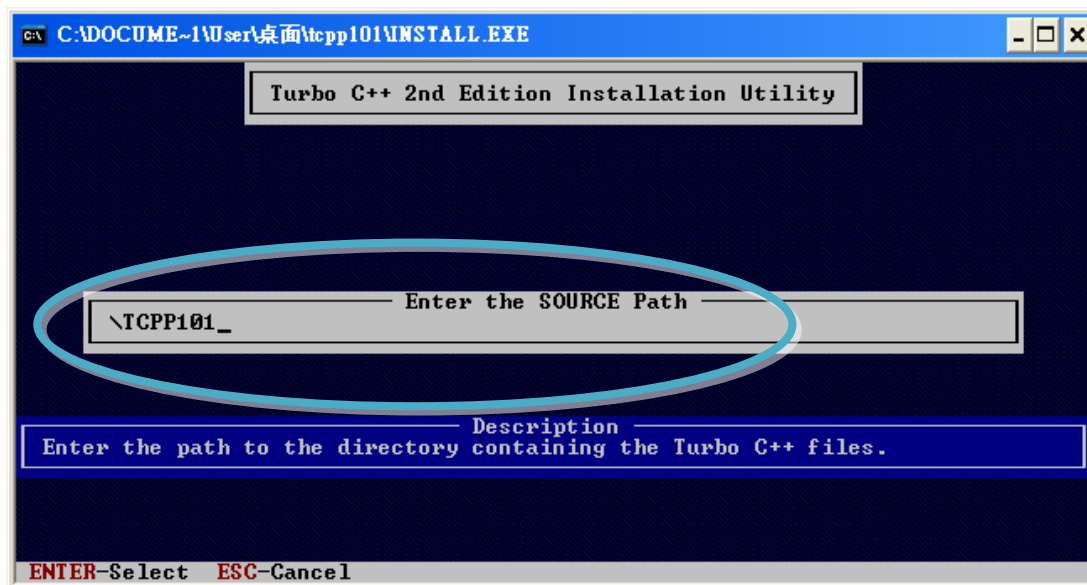 C:\DOCUME~1\User\桌面\tcpp101\INSTALL.EXE
Turbo C++ 2nd Edition Installation Utility
Enter the SOURCE Path
\TCPP101_
Description
Enter the path to the directory containing the Turbo C++ files.
ENTER-Select ESC-Cancel